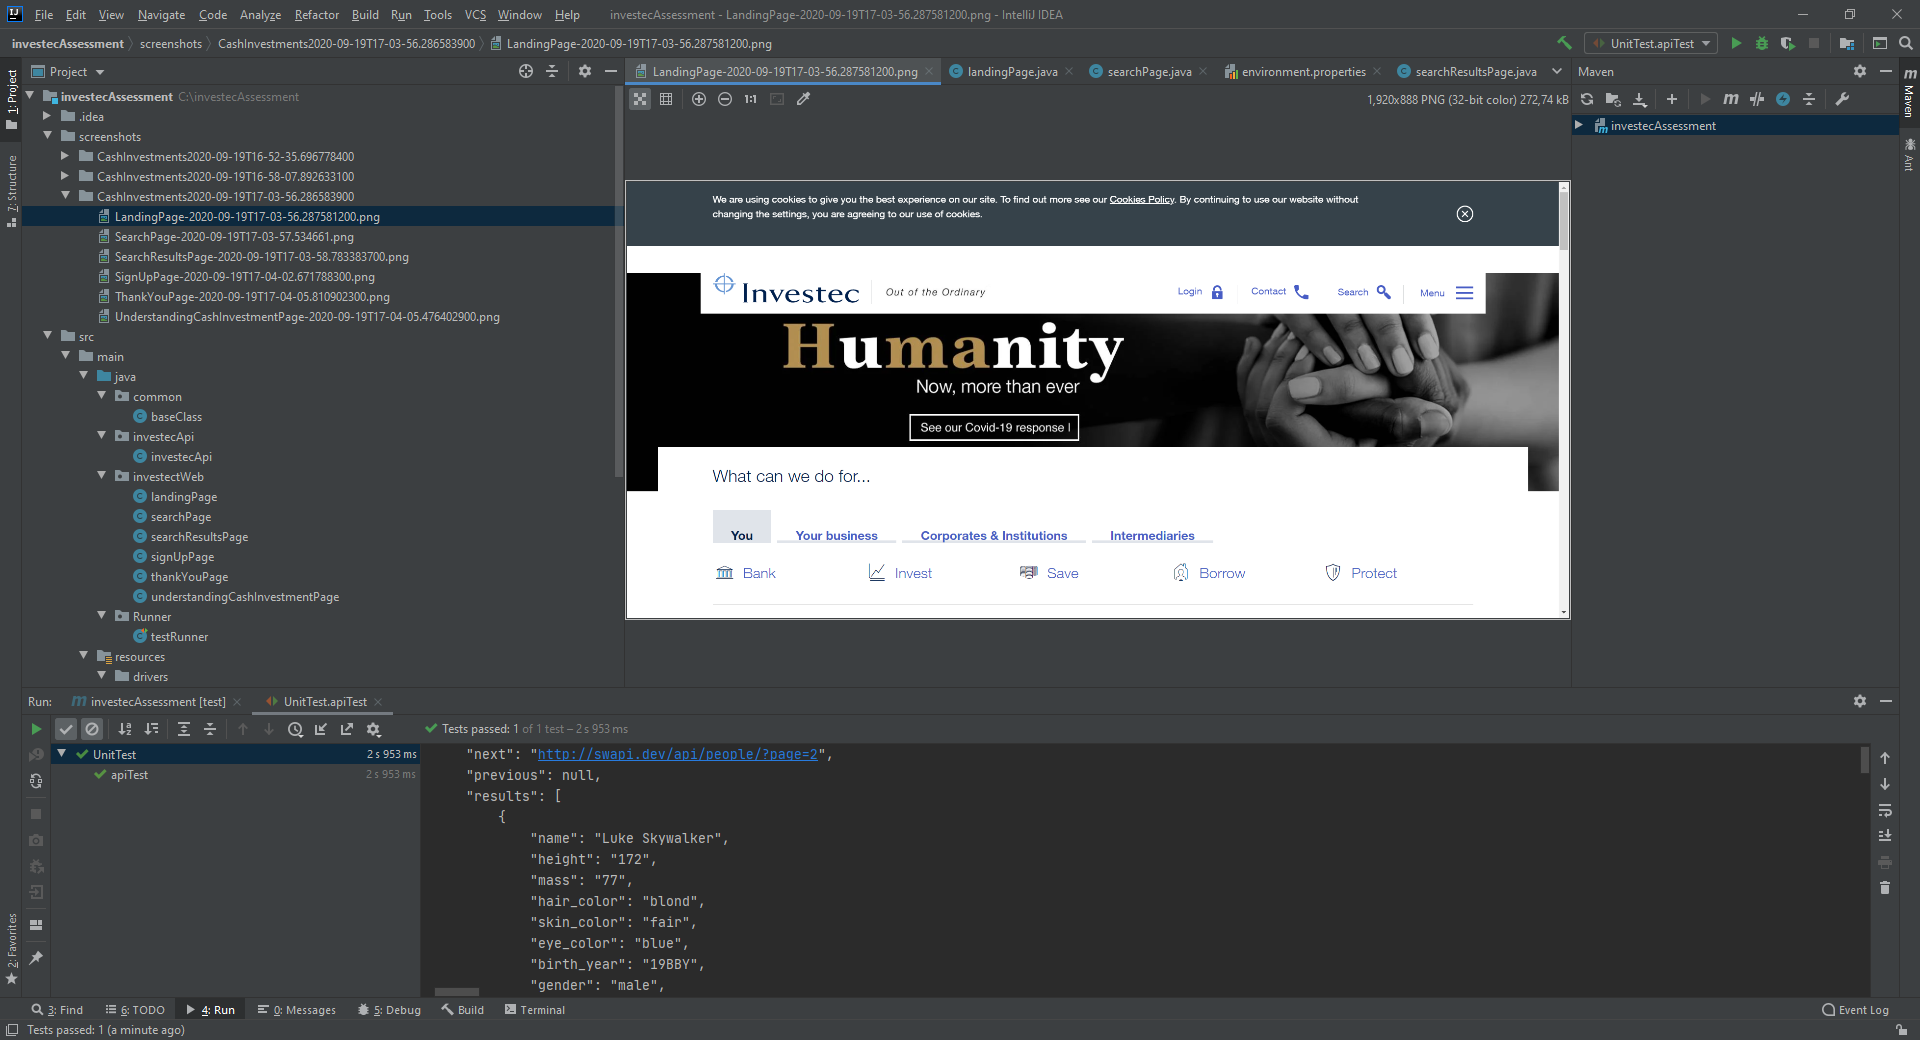 File Edit View Navigate Code Analyze Refactor Build Run Tools VCS Window Help investecAssessment - LandingPage-2020-09-19T17-03-56.287581200.png - IntelliJ IDEA
investecAssessment screenshots CashInvestments2020-09-19T17-03-56.286583900 LandingPage-2020-09-19T17-03-56.287581200.png UnitTest.apiTest
Project
LandingPage-2020-09-19T17-03-56.287581200.png landingPage.java searchPage.java environment.properties searchResultsPage.java Maven
1:1 1,920x888 PNG (32-bit color) 272,74 kB
1: Project
7: Structure
2: Favorites
Maven
Ant
investecAssessment
investecAssessment C:\investecAssessment
.idea
screenshots
CashInvestments2020-09-19T16-52-35.696778400
CashInvestments2020-09-19T16-58-07.892633100
CashInvestments2020-09-19T17-03-56.286583900
LandingPage-2020-09-19T17-03-56.287581200.png
SearchPage-2020-09-19T17-03-57.534661.png
SearchResultsPage-2020-09-19T17-03-58.783383700.png
SignUpPage-2020-09-19T17-04-02.671788300.png
ThankYouPage-2020-09-19T17-04-05.810902300.png
UnderstandingCashInvestmentPage-2020-09-19T17-04-05.476402900.png
src
main
java
common
baseClass
investecApi
investecApi
investectWeb
landingPage
searchPage
searchResultsPage
signUpPage
thankYouPage
understandingCashInvestmentPage
Runner
testRunner
resources
drivers
We are using cookies to give you the best experience on our site. To find out more see our Cookies Policy. By continuing to use our website without
changing the settings, you are agreeing to our use of cookies.
Investec Out of the Ordinary Login Contact Search Menu
Humanity
Now, more than ever
See our Covid-19 response
What can we do for...
You Your business Corporates & Institutions Intermediaries
Bank Invest Save Borrow Protect
Run: investecAssessment [test] UnitTest.apiTest
Tests passed: 1 of 1 test – 2 s 953 ms
UnitTest 2 s 953 ms
apiTest 2 s 953 ms
"next": "http://swapi.dev/api/people/?page=2",
"previous": null,
"results": [
{
"name": "Luke Skywalker",
"height": "172",
"mass": "77",
"hair_color": "blond",
"skin_color": "fair",
"eye_color": "blue",
"birth_year": "19BBY",
"gender": "male",
3: Find 6: TODO 4: Run 0: Messages 5: Debug Build Terminal Event Log
Tests passed: 1 (a minute ago)